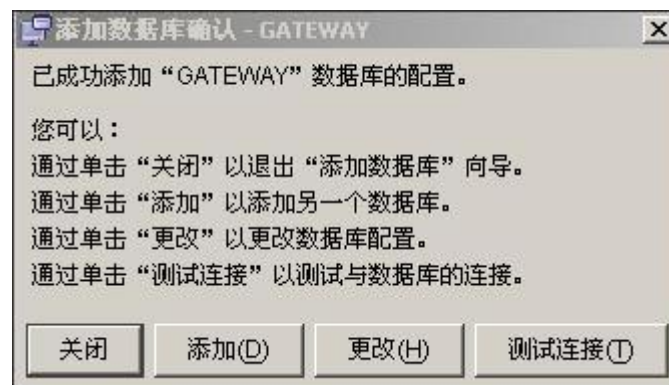 添加数据库确认 - GATEWAY
已成功添加 “GATEWAY” 数据库的配置。
您可以：
通过单击 “关闭” 以退出 “添加数据库” 向导。
通过单击 “添加” 以添加另一个数据库。
通过单击 “更改” 以更改数据库配置。
通过单击 “测试连接” 以测试与数据库的连接。
关闭 添加(D) 更改(H) 测试连接(T)